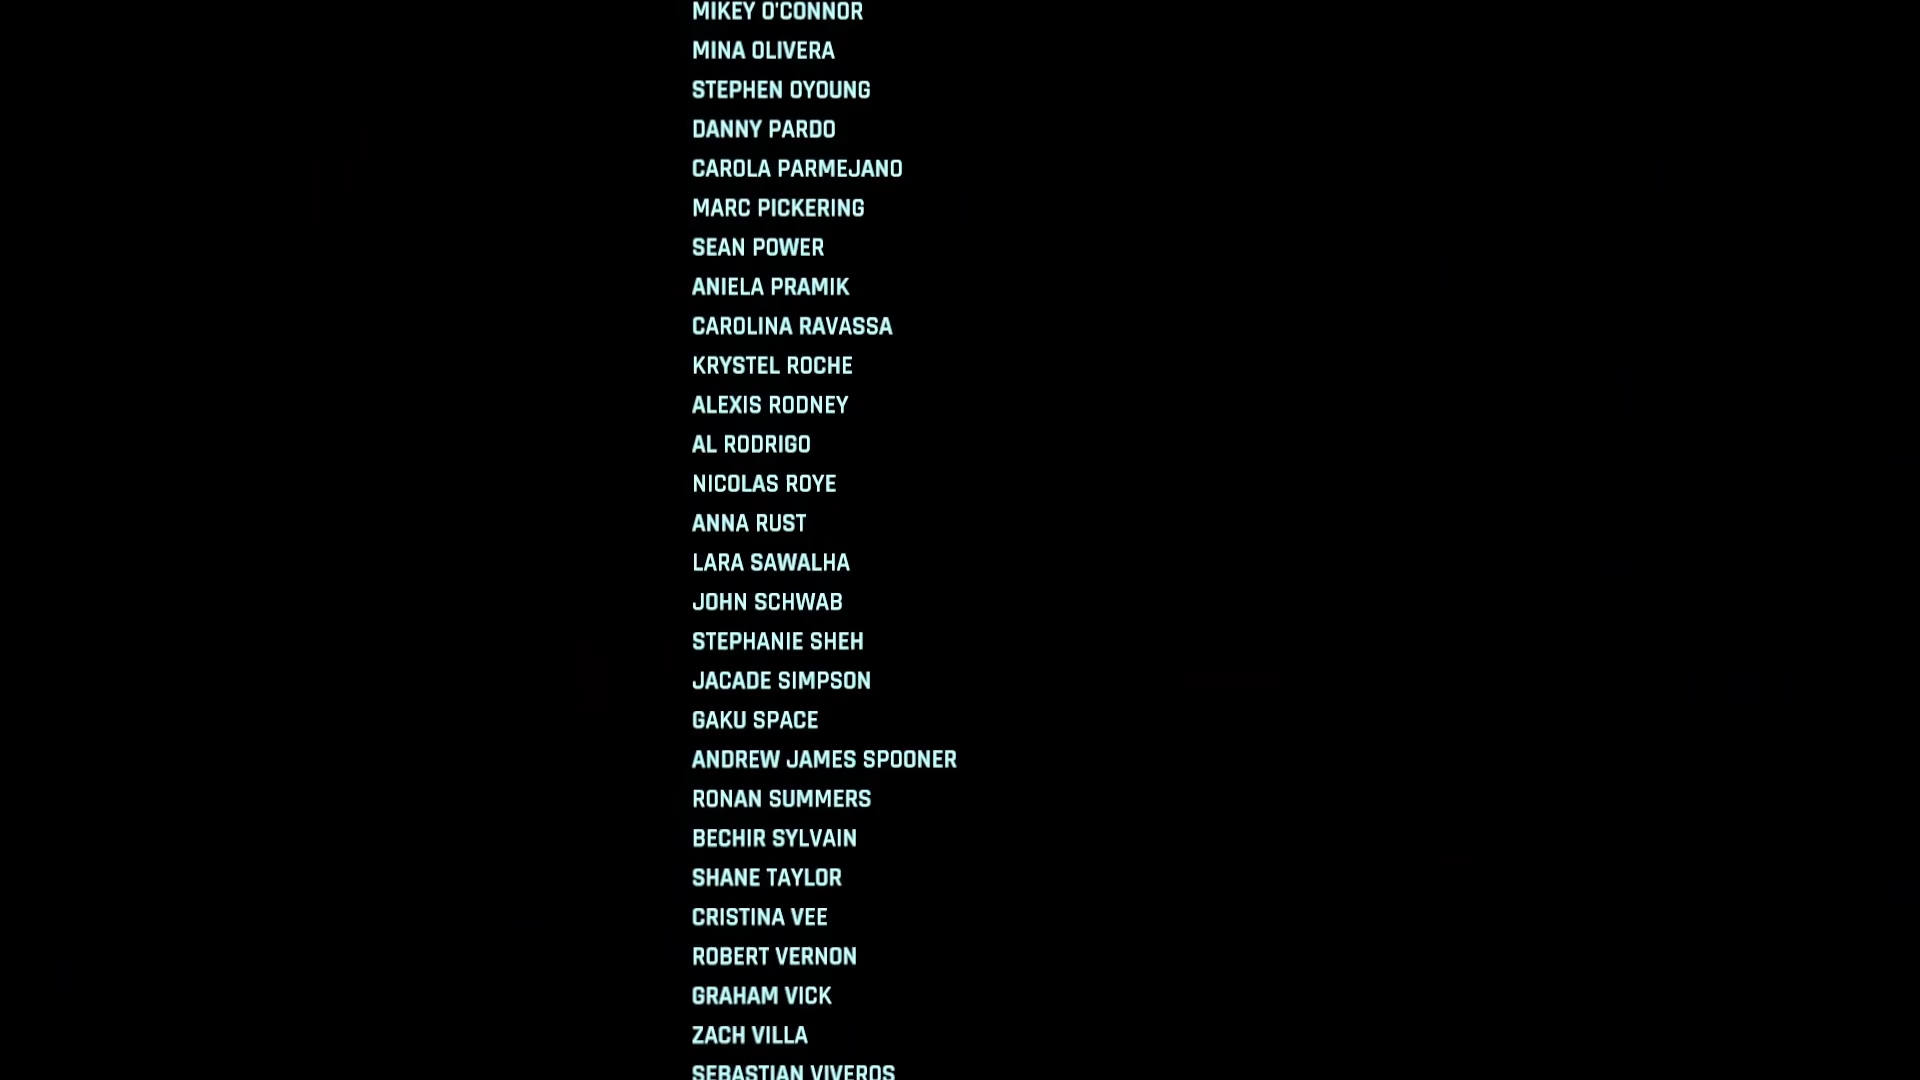 MIKEY O'CONNOR
MINA OLIVERA
STEPHEN OYOUNG
DANNY PARDO
CAROLA PARMEJANO
MARC PICKERING
SEAN POWER
ANIELA PRAMIK
CAROLINA RAVASSA
KRYSTEL ROCHE
ALEXIS RODNEY
AL RODRIGO
NICOLAS ROYE
ANNA RUST
LARA SAWALHA
JOHN SCHWAB
STEPHANIE SHEH
JACADE SIMPSON
GAKU SPACE
ANDREW JAMES SPOONER
RONAN SUMMERS
BECHIR SYLVAIN
SHANE TAYLOR
CRISTINA VEE
ROBERT VERNON
GRAHAM VICK
ZACH VILLA
SEBASTIAN VIVEROS